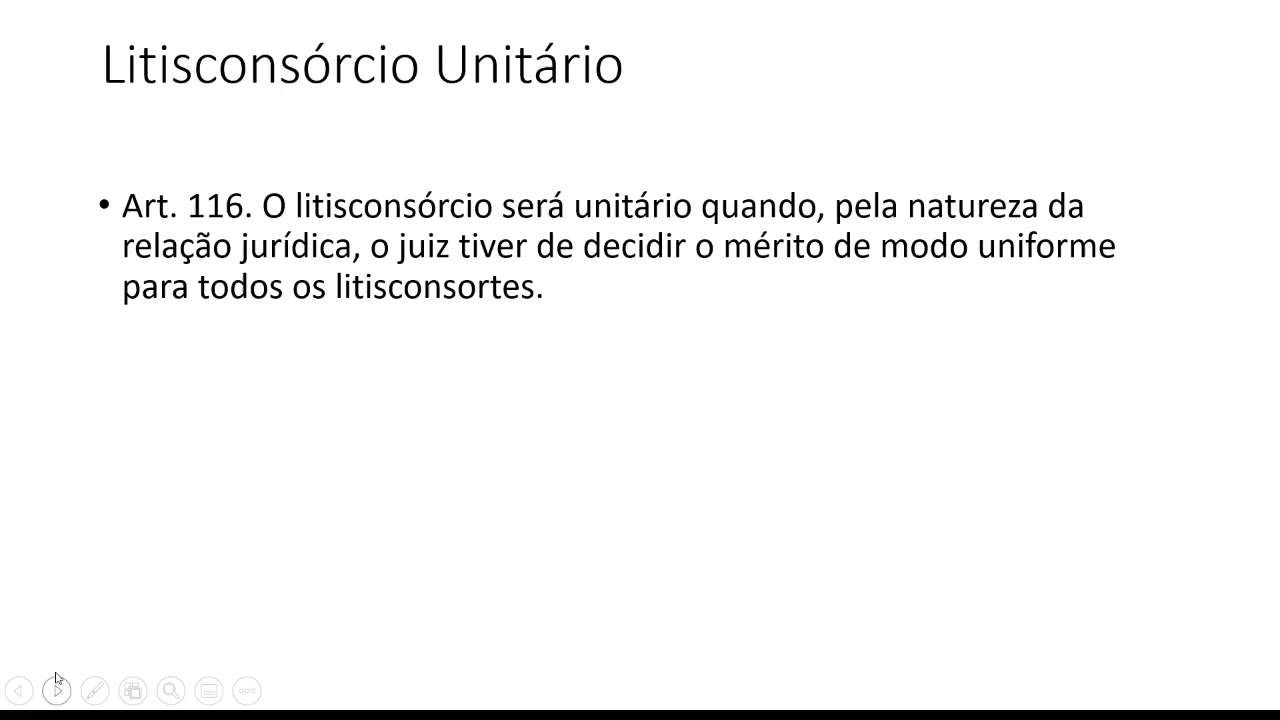 Litisconsórcio Unitário
• Art. 116. O litisconsórcio será unitário quando, pela natureza da
relação jurídica, o juiz tiver de decidir o mérito de modo uniforme
para todos os litisconsortes.